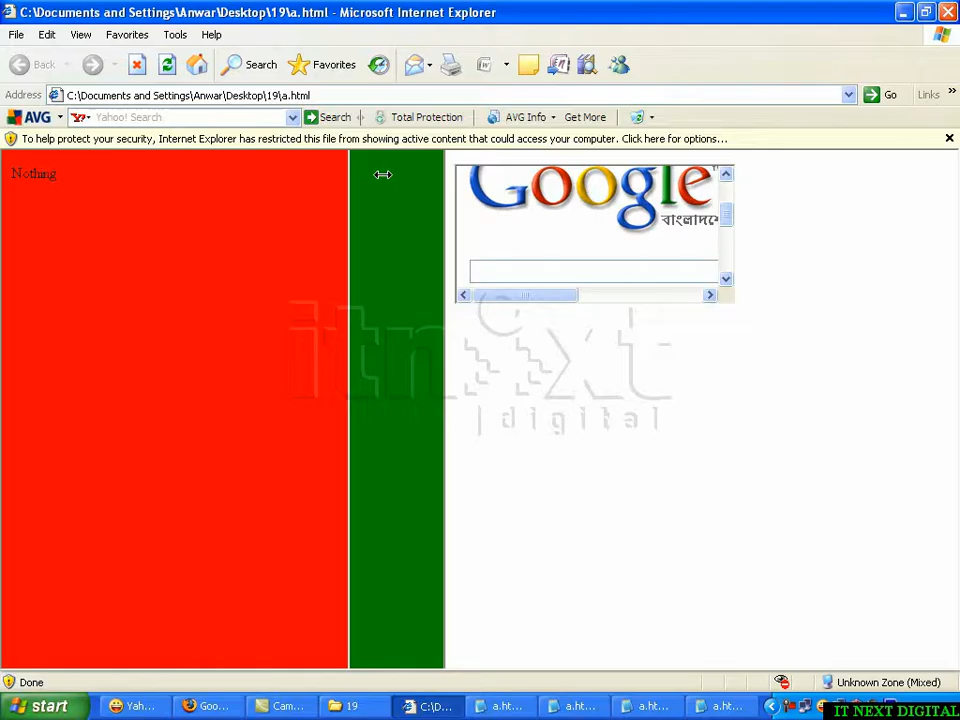 C:\Documents and Settings\Anwar\Desktop\19\a.html - Microsoft Internet Explorer
File Edit View Favorites Tools Help
Back Search Favorites
Address C:\Documents and Settings\Anwar\Desktop\19\a.html Go Links »
AVG Y! Yahoo! Search Search Total Protection AVG Info Get More
To help protect your security, Internet Explorer has restricted this file from showing active content that could access your computer. Click here for options...
Nothing
Google
itnext
|digital
Done Unknown Zone (Mixed)
start Yah... Goo... Cam... 19 C:\D... a.ht... a.ht... a.ht... a.ht...
IT NEXT DIGITAL